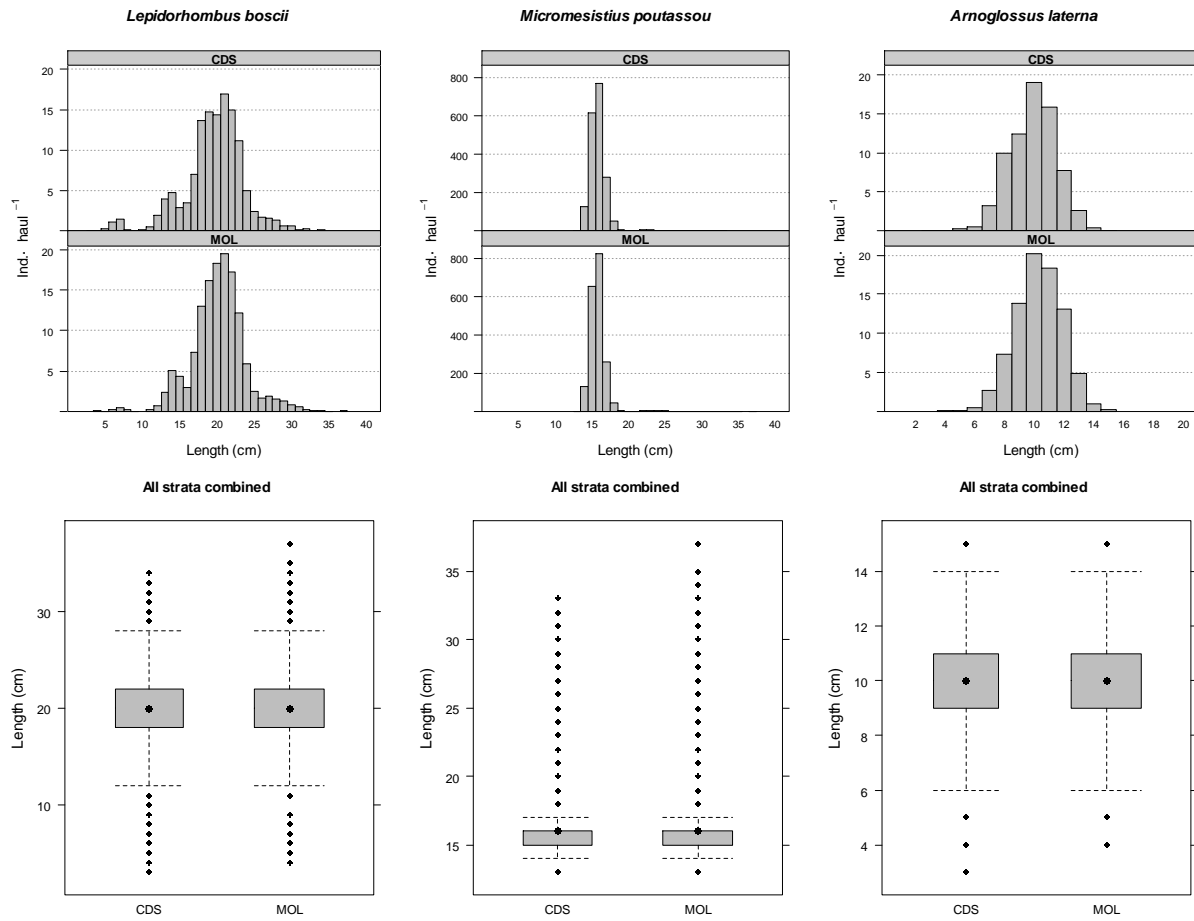 Lepidorhombus boscii
Micromesistius poutassou
Arnoglossus laterna
CDS
20
15
10
5
MOL
20
15
10
5
Ind.· haul⁻¹
5 10 15 20 25 30 35 40
Length (cm)
CDS
800
600
400
200
MOL
800
600
400
200
Ind.· haul⁻¹
5 10 15 20 25 30 35 40
Length (cm)
CDS
20
15
10
5
MOL
20
15
10
5
Ind.· haul⁻¹
2 4 6 8 10 12 14 16 18 20
Length (cm)
All strata combined
30
20
10
Length (cm)
CDS MOL
All strata combined
35
30
25
20
15
Length (cm)
CDS MOL
All strata combined
14
12
10
8
6
4
Length (cm)
CDS MOL